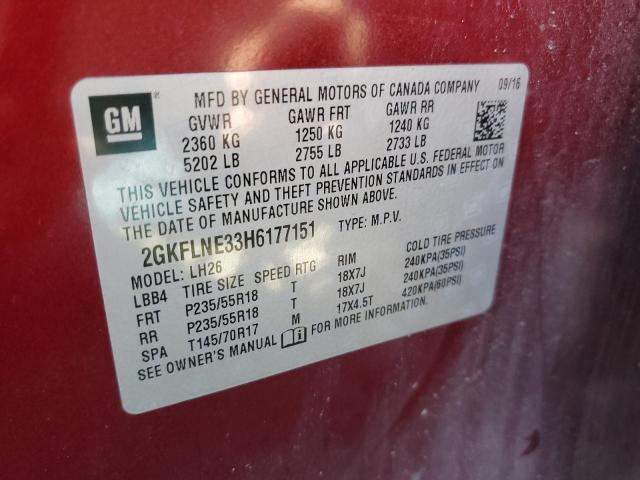 GM
MFD BY GENERAL MOTORS OF CANADA COMPANY 09/16
GVWR GAWR FRT GAWR RR
2360 KG 1250 KG 1240 KG
5202 LB 2755 LB 2733 LB
THIS VEHICLE CONFORMS TO ALL APPLICABLE U.S. FEDERAL MOTOR
VEHICLE SAFETY AND THEFT PREVENTION STANDARDS IN EFFECT ON
THE DATE OF MANUFACTURE SHOWN ABOVE.
2GKFLNE33H6177151 TYPE: M.P.V.
MODEL: LH26
LBB4 TIRE SIZE SPEED RTG RIM COLD TIRE PRESSURE
FRT P235/55R18 T 18X7J 240KPA(35PSI)
RR P235/55R18 T 18X7J 240KPA(35PSI)
SPA T145/70R17 M 17X4.5T 420KPA(60PSI)
SEE OWNER'S MANUAL FOR MORE INFORMATION.